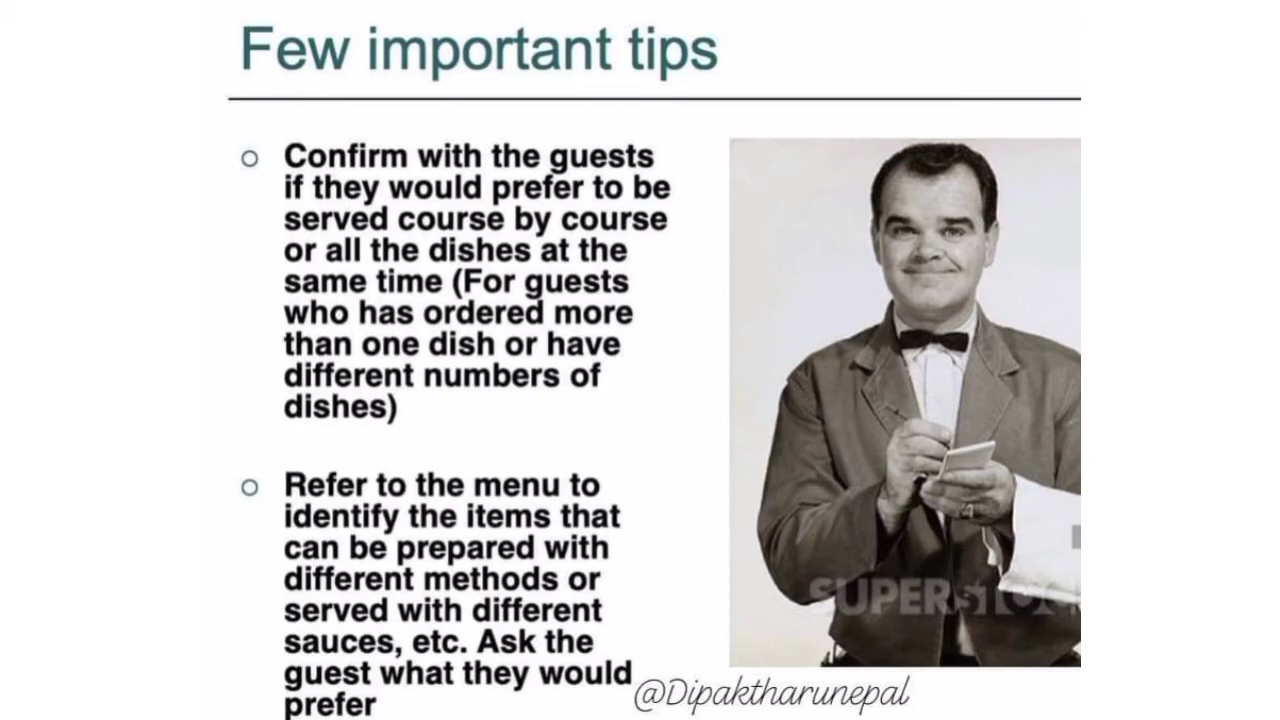 Few important tips
Confirm with the guests
if they would prefer to be
served course by course
or all the dishes at the
same time (For guests
who has ordered more
than one dish or have
different numbers of
dishes)
Refer to the menu to
identify the items that
can be prepared with
different methods or
served with different
sauces, etc. Ask the
guest what they would
prefer
SUPERSTOCK
@Dipaktharunepal